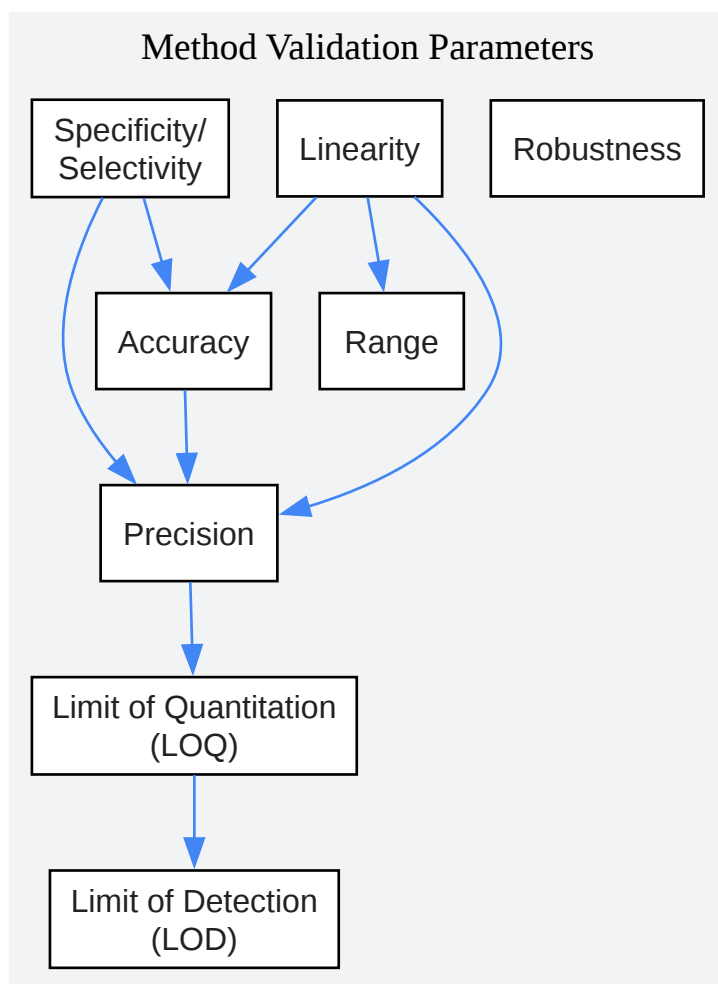 Method Validation Parameters
Specificity/
Selectivity
Linearity
Robustness
Accuracy
Range
Precision
Limit of Quantitation
(LOQ)
Limit of Detection
(LOD)